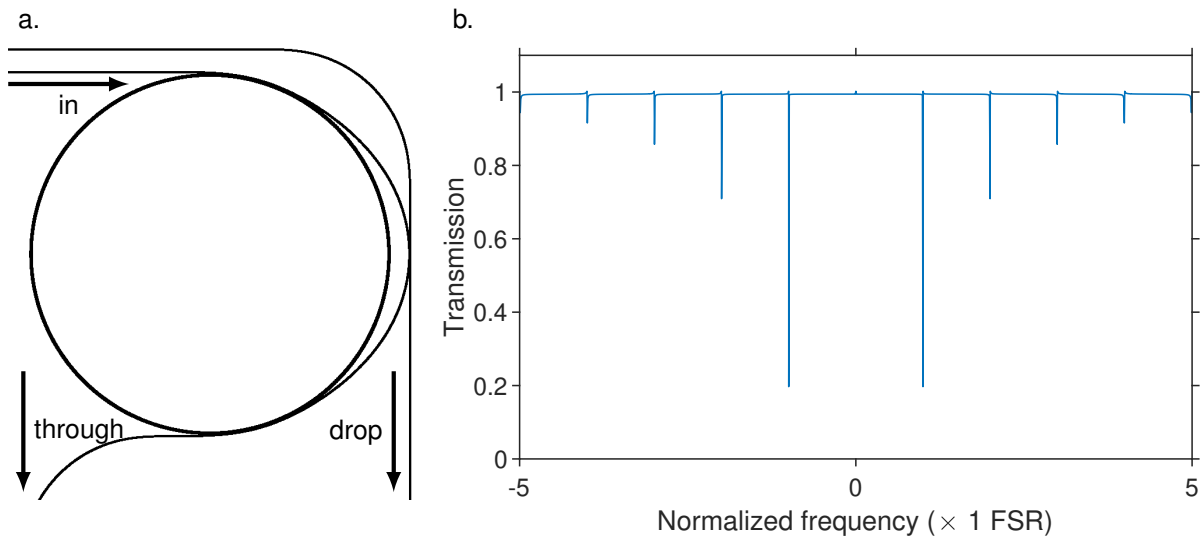 a.
in
through
drop
b.
Transmission
1
0.8
0.6
0.4
0.2
0
-5
0
5
Normalized frequency (× 1 FSR)